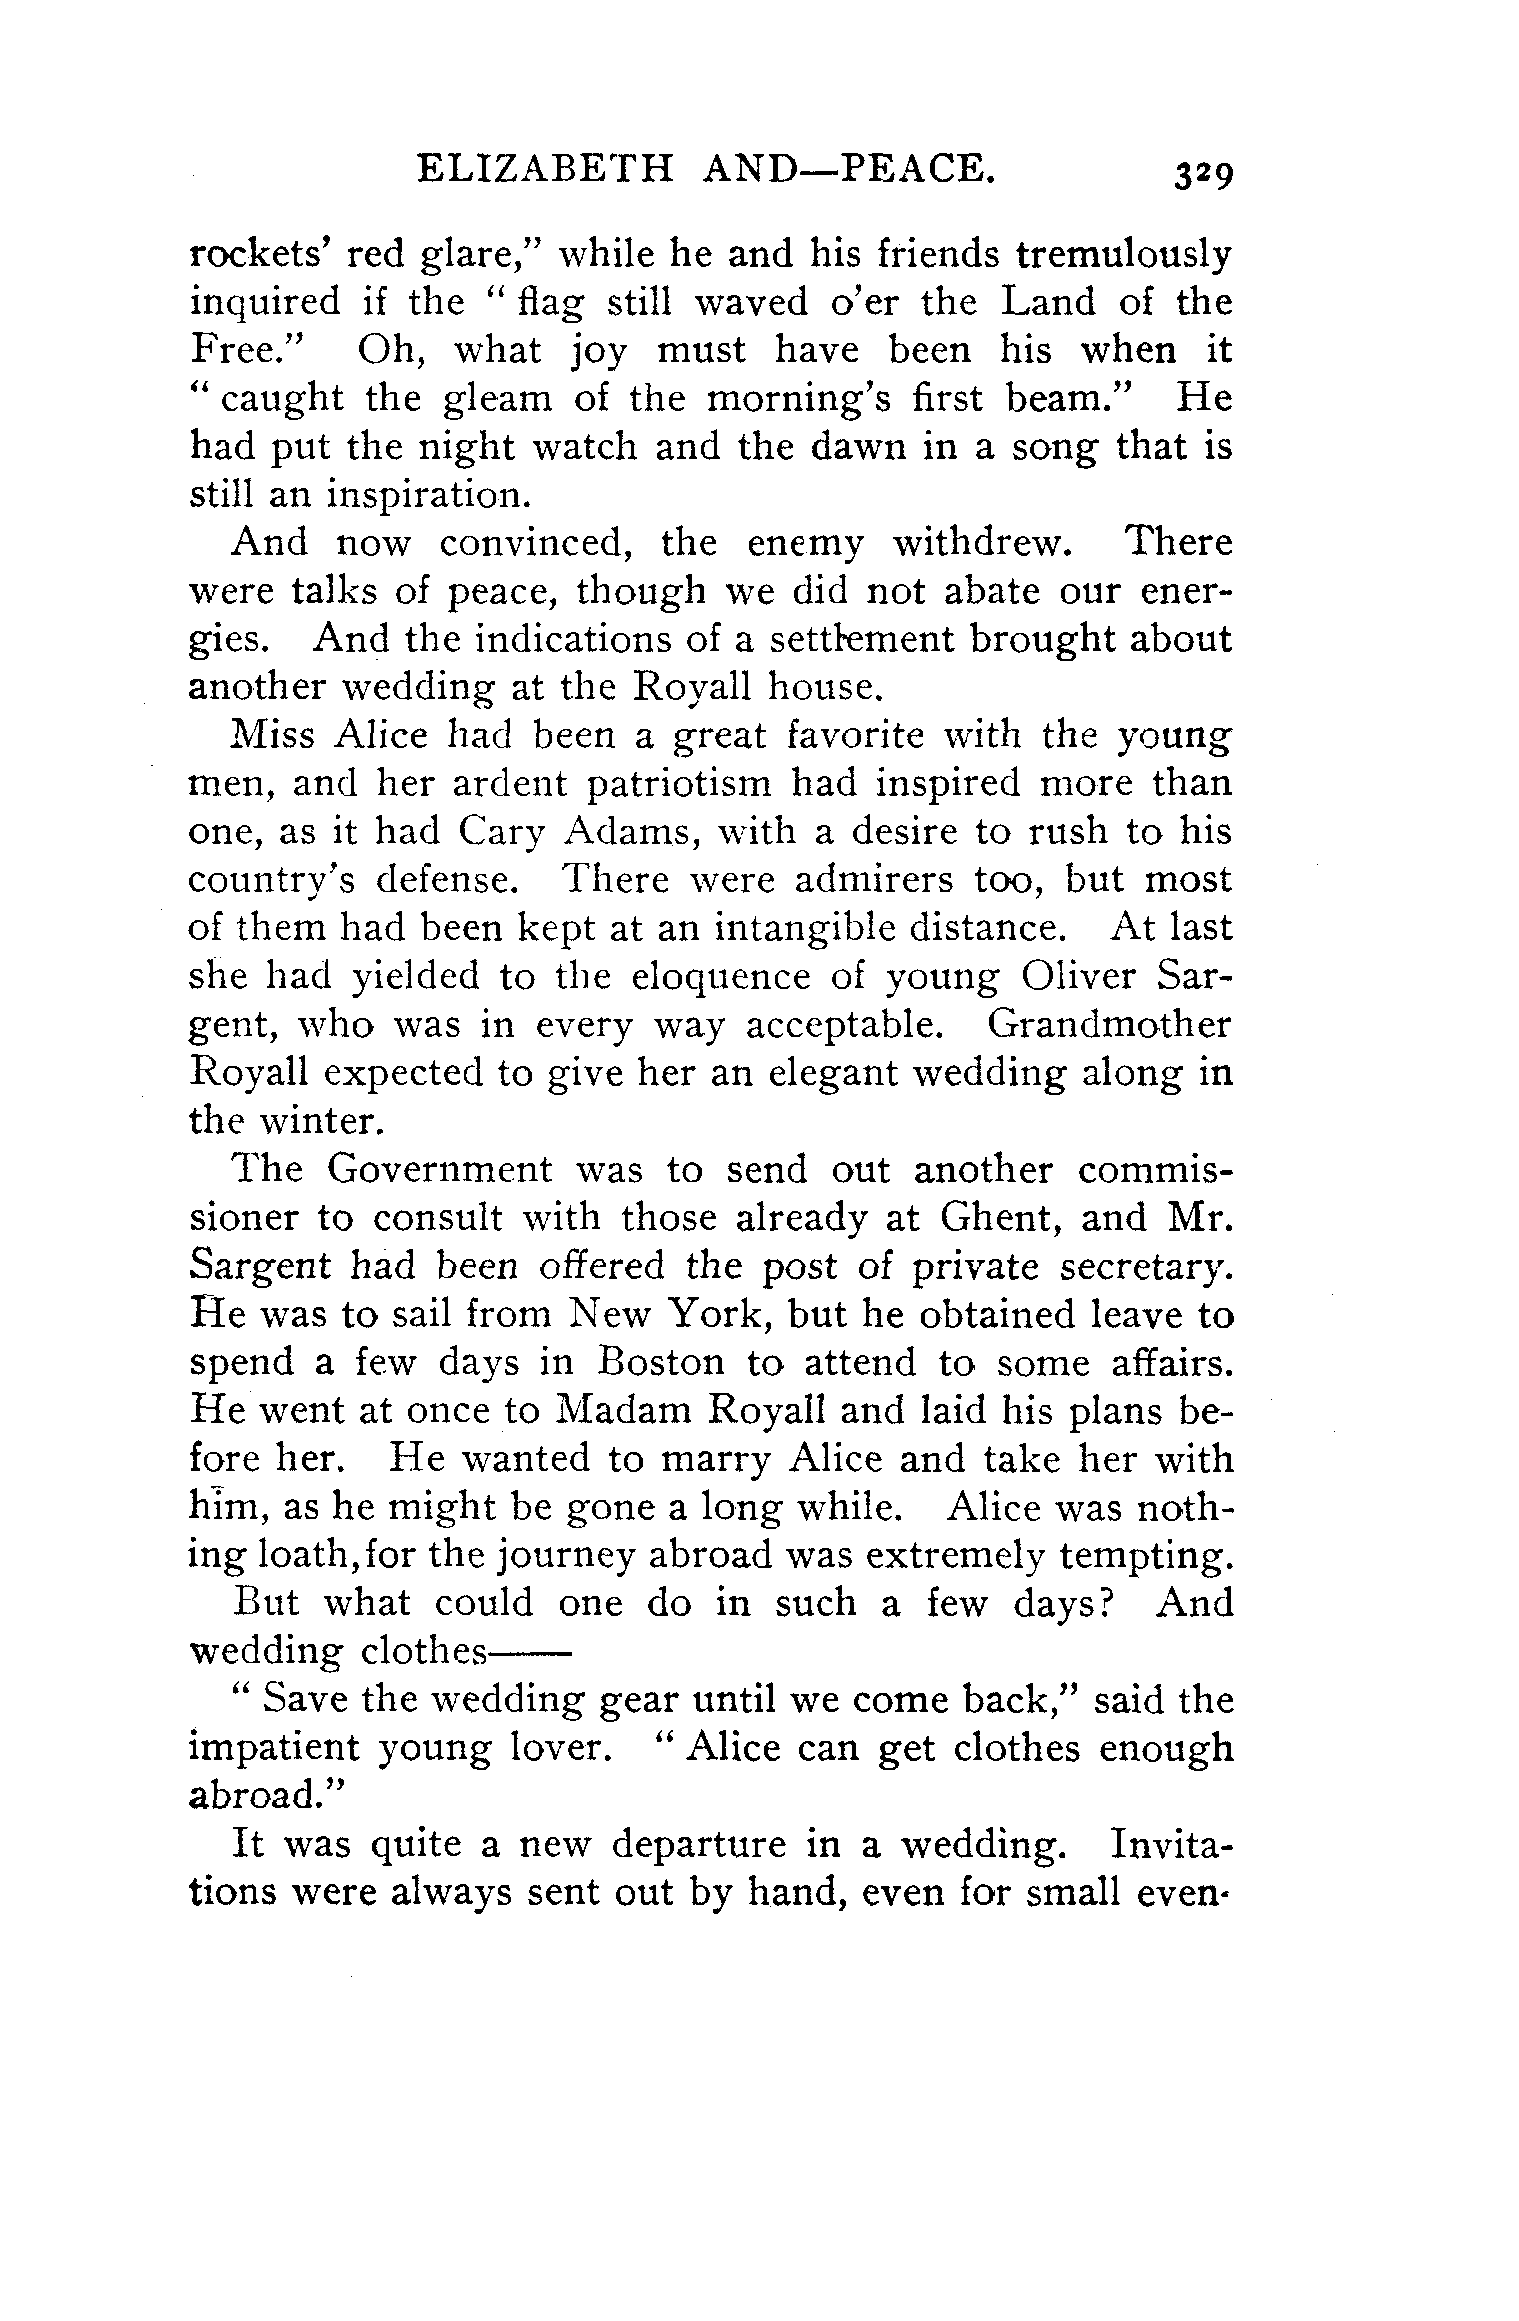 ELIZABETH AND—PEACE. 329
rockets’ red glare,” while he and his friends tremulously
inquired if the “ flag still waved o’er the Land of the
Free.” Oh, what joy must have been his when it
“ caught the gleam of the morning’s first beam.” He
had put the night watch and the dawn in a song that is
still an inspiration.
And now convinced, the enemy withdrew. There
were talks of peace, though we did not abate our ener-
gies. And the indications of a settlement brought about
another wedding at the Royall house.
Miss Alice had been a great favorite with the young
men, and her ardent patriotism had inspired more than
one, as it had Cary Adams, with a desire to rush to his
country’s defense. There were admirers too, but most
of them had been kept at an intangible distance. At last
she had yielded to the eloquence of young Oliver Sar-
gent, who was in every way acceptable. Grandmother
Royall expected to give her an elegant wedding along in
the winter.
The Government was to send out another commis-
sioner to consult with those already at Ghent, and Mr.
Sargent had been offered the post of private secretary.
He was to sail from New York, but he obtained leave to
spend a few days in Boston to attend to some affairs.
He went at once to Madam Royall and laid his plans be-
fore her. He wanted to marry Alice and take her with
him, as he might be gone a long while. Alice was noth-
ing loath, for the journey abroad was extremely tempting.
But what could one do in such a few days? And
wedding clothes——
“ Save the wedding gear until we come back,” said the
impatient young lover. “ Alice can get clothes enough
abroad.”
It was quite a new departure in a wedding. Invita-
tions were always sent out by hand, even for small even-